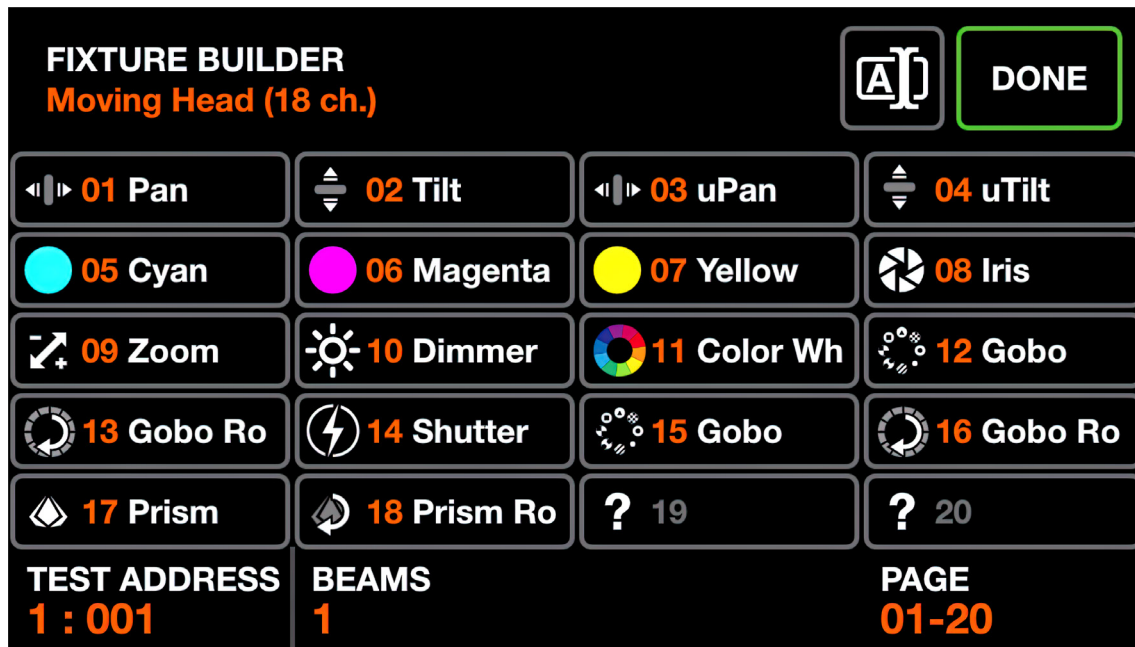 FIXTURE BUILDER
Moving Head (18 ch.)
A
DONE
01 Pan
02 Tilt
03 uPan
04 uTilt
05 Cyan
06 Magenta
07 Yellow
08 Iris
09 Zoom
10 Dimmer
11 Color Wh
12 Gobo
13 Gobo Ro
14 Shutter
15 Gobo
16 Gobo Ro
17 Prism
18 Prism Ro
? 19
? 20
TEST ADDRESS
1 : 001
BEAMS
1
PAGE
01-20